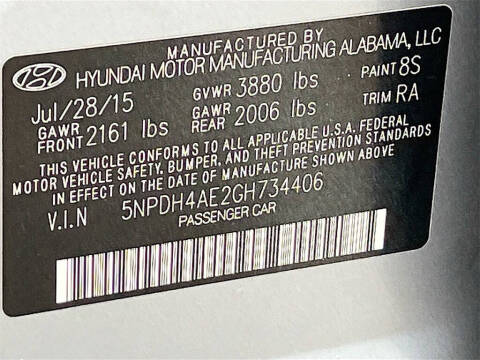 MANUFACTURED BY
HYUNDAI MOTOR MANUFACTURING ALABAMA, LLC
Jul/28/15 GVWR 3880 lbs PAINT 8S
GAWR FRONT 2161 lbs GAWR REAR 2006 lbs TRIM RA
THIS VEHICLE CONFORMS TO ALL APPLICABLE U.S.A. FEDERAL
MOTOR VEHICLE SAFETY, BUMPER, AND THEFT PREVENTION STANDARDS
IN EFFECT ON THE DATE OF MANUFACTURE SHOWN ABOVE.
V.I.N 5NPDH4AE2GH734406
PASSENGER CAR